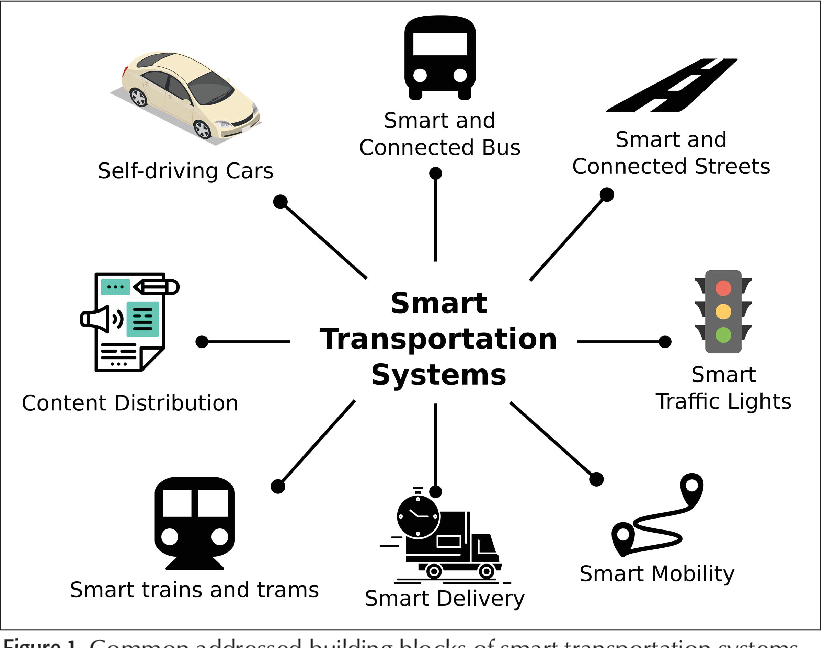 Smart and
Connected Bus
Smart and
Connected Streets
Self-driving Cars
Smart
Transportation
Systems
Smart
Traffic Lights
Content Distribution
Smart Mobility
Smart trains and trams
Smart Delivery
Figure 1. Common addressed building blocks of smart transportation systems